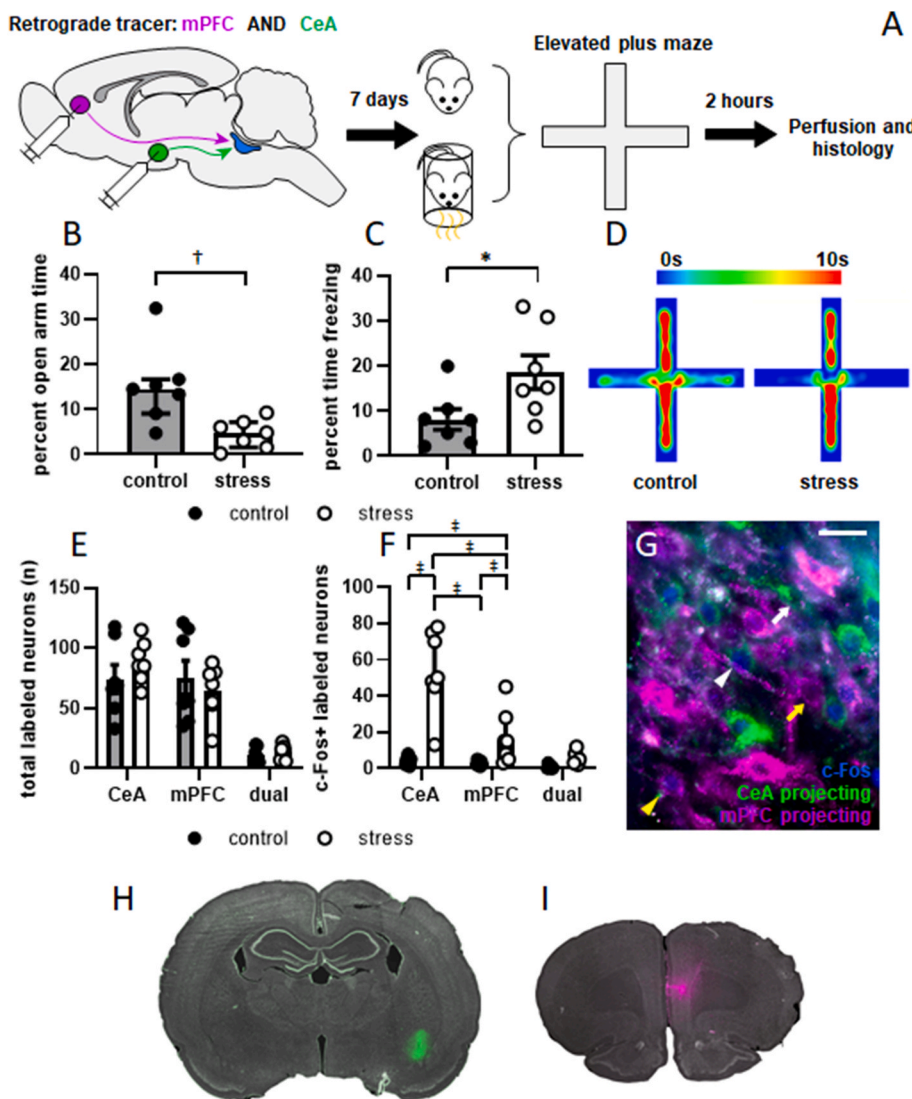 Retrograde tracer: mPFC AND CeA
A
Elevated plus maze
7 days
2 hours
Perfusion and
histology
B
percent open arm time
40
30
20
10
0
†
control stress
C
percent time freezing
40
30
20
10
0
*
control stress
D
0s 10s
control stress
control stress
E
total labeled neurons (n)
150
100
50
0
CeA mPFC dual
F
c-Fos+ labeled neurons
100
80
60
40
20
0
‡
‡
‡ ‡
‡
CeA mPFC dual
G
c-Fos
CeA projecting
mPFC projecting
control stress
H
I